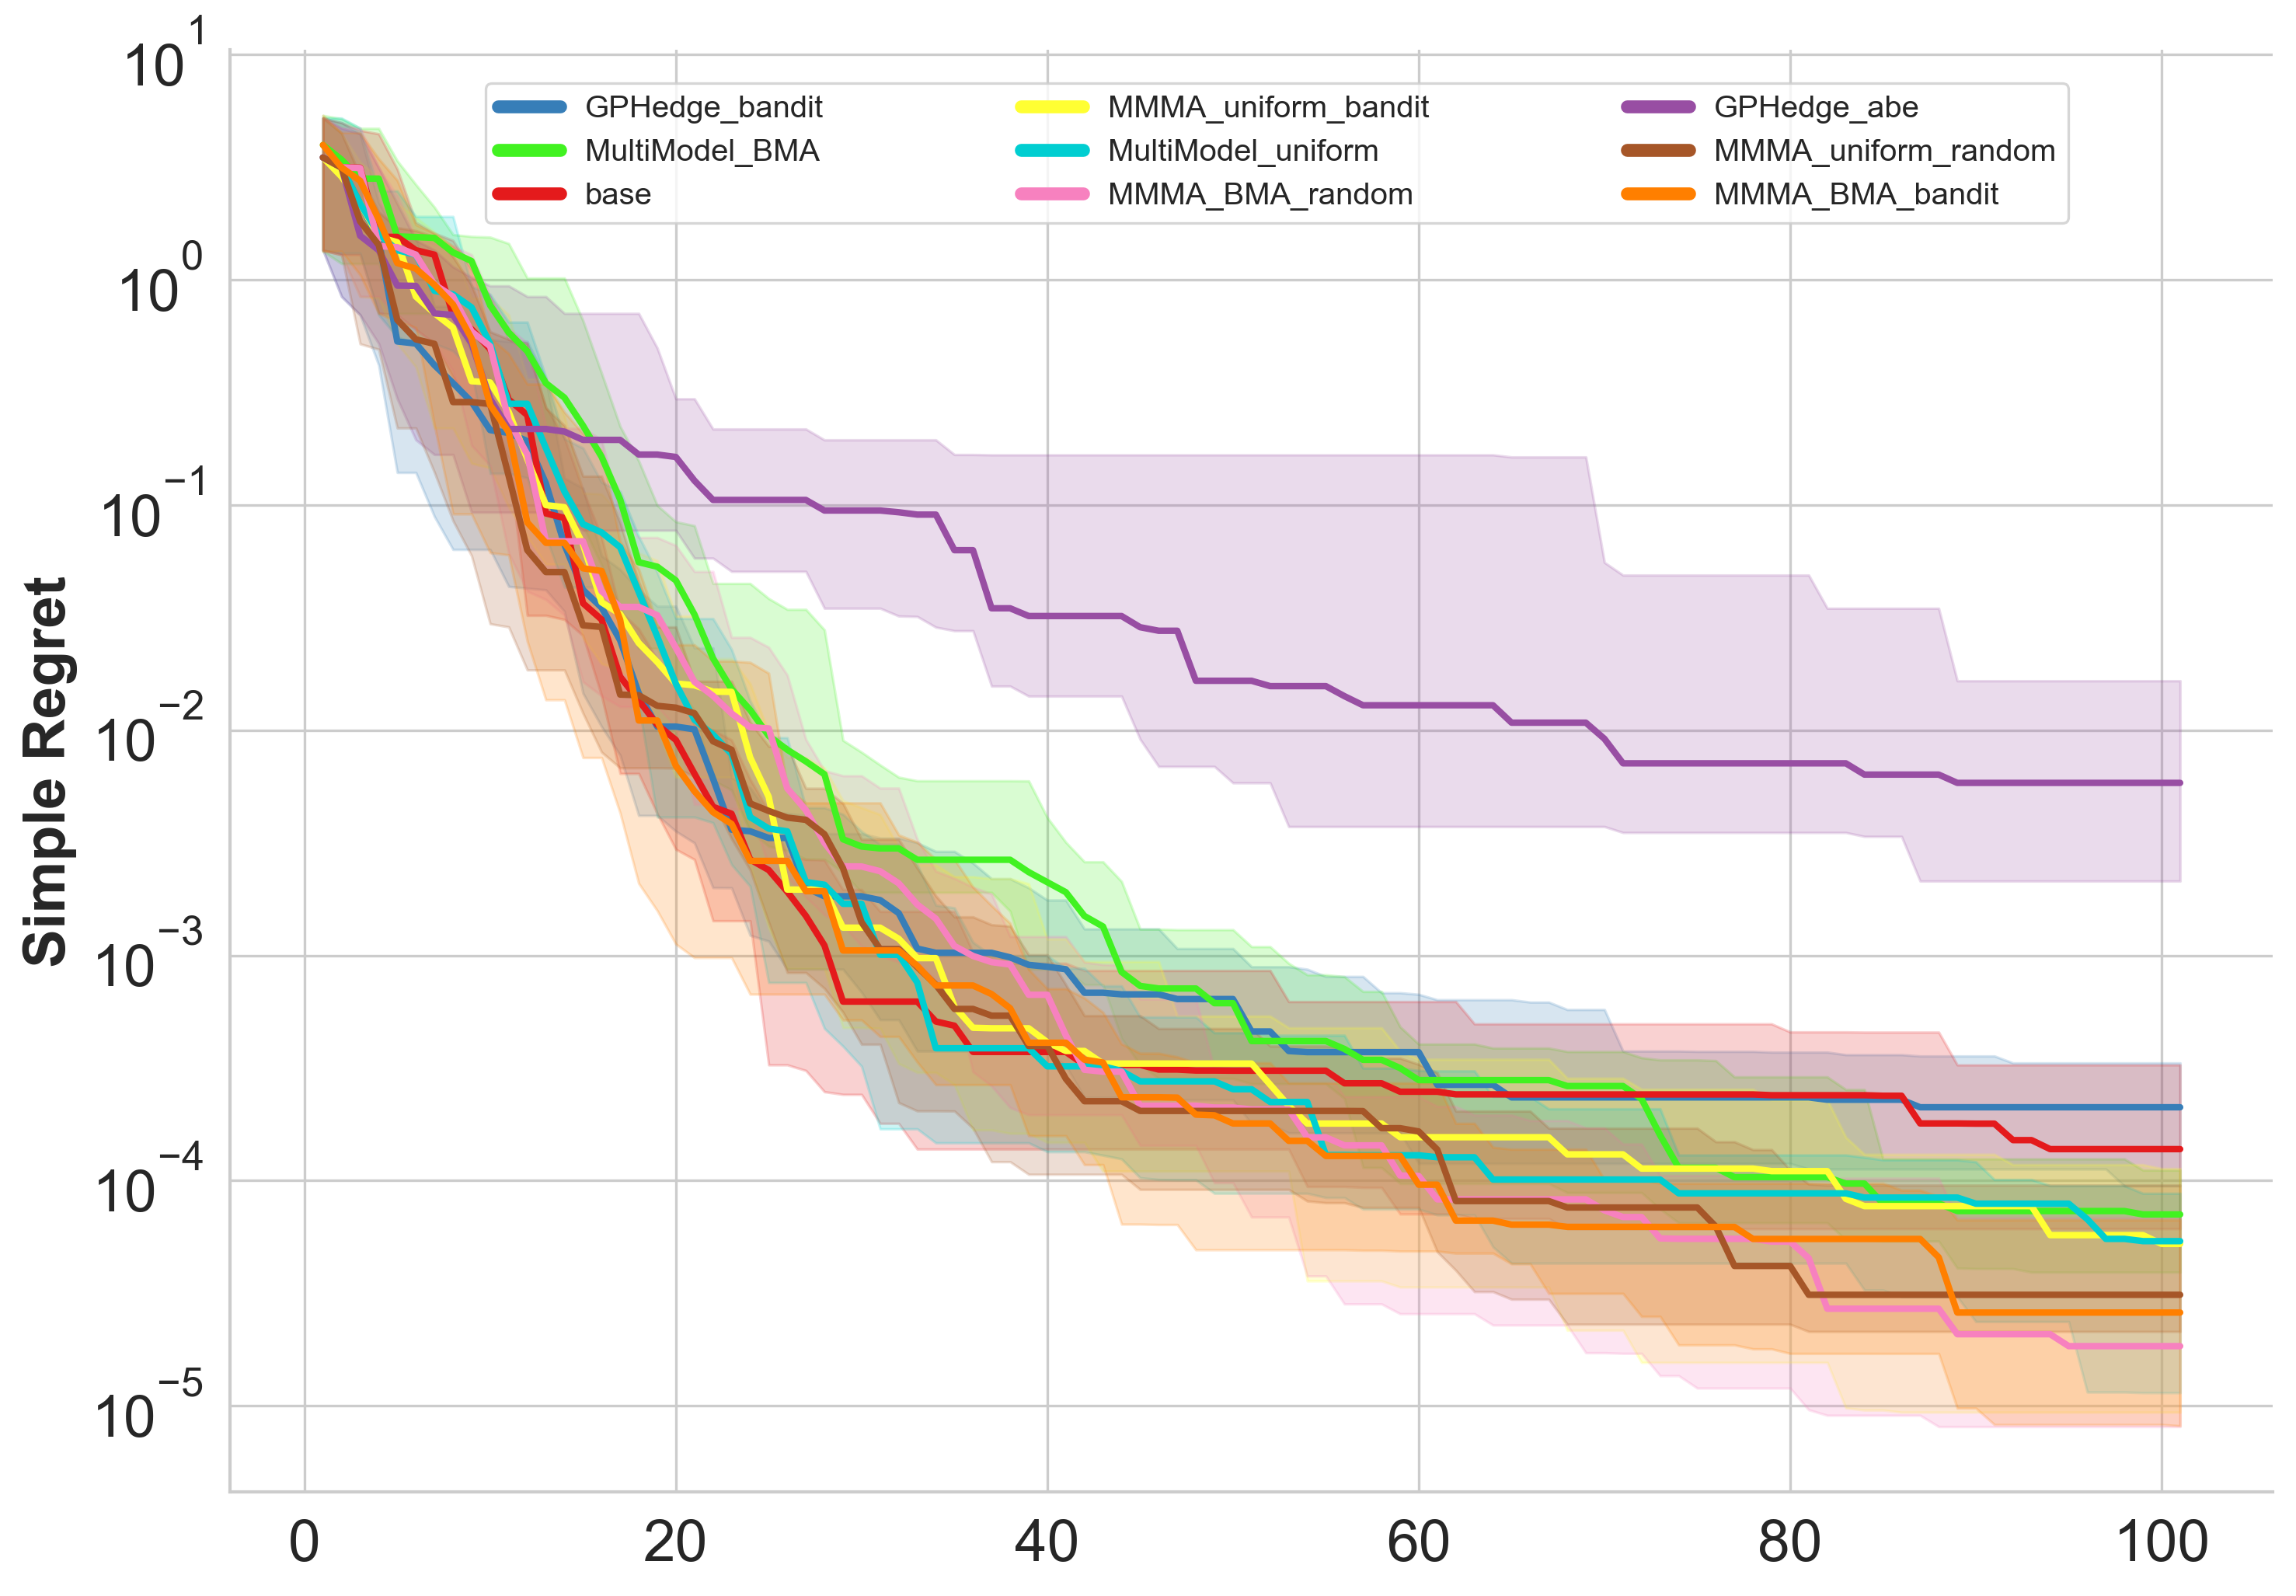 10^1
10^0
10^−1
10^−2
10^−3
10^−4
10^−5
Simple Regret
GPHedge_bandit
MultiModel_BMA
base
MMMA_uniform_bandit
MultiModel_uniform
MMMA_BMA_random
GPHedge_abe
MMMA_uniform_random
MMMA_BMA_bandit
0 20 40 60 80 100